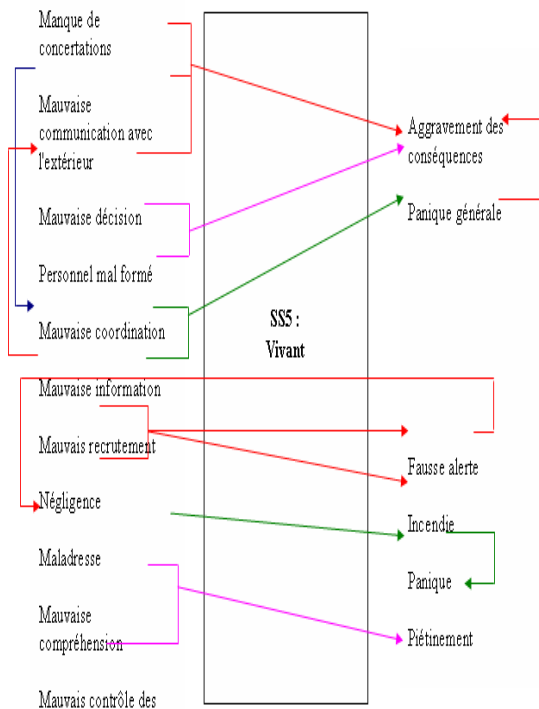 Manque de
concertations
Mauvaise
communication avec
l'extérieur
Mauvaise décision
Personnel mal formé
Mauvaise coordination
Mauvaise information
Mauvais recrutement
Négligence
Maladresse
Mauvaise
compréhension
Mauvais contrôle des
SS5 :
Vivant
Aggravement des
conséquences
Panique générale
Fausse alerte
Incendie
Panique
Piétinement